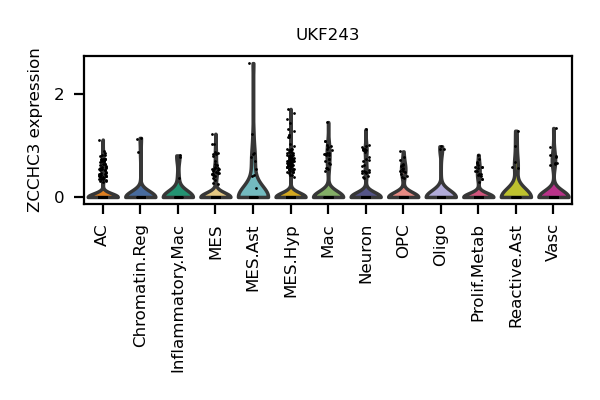 UKF243
ZCCHC3 expression
2
0
AC
Chromatin.Reg
Inflammatory.Mac
MES
MES.Ast
MES.Hyp
Mac
Neuron
OPC
Oligo
Prolif.Metab
Reactive.Ast
Vasc